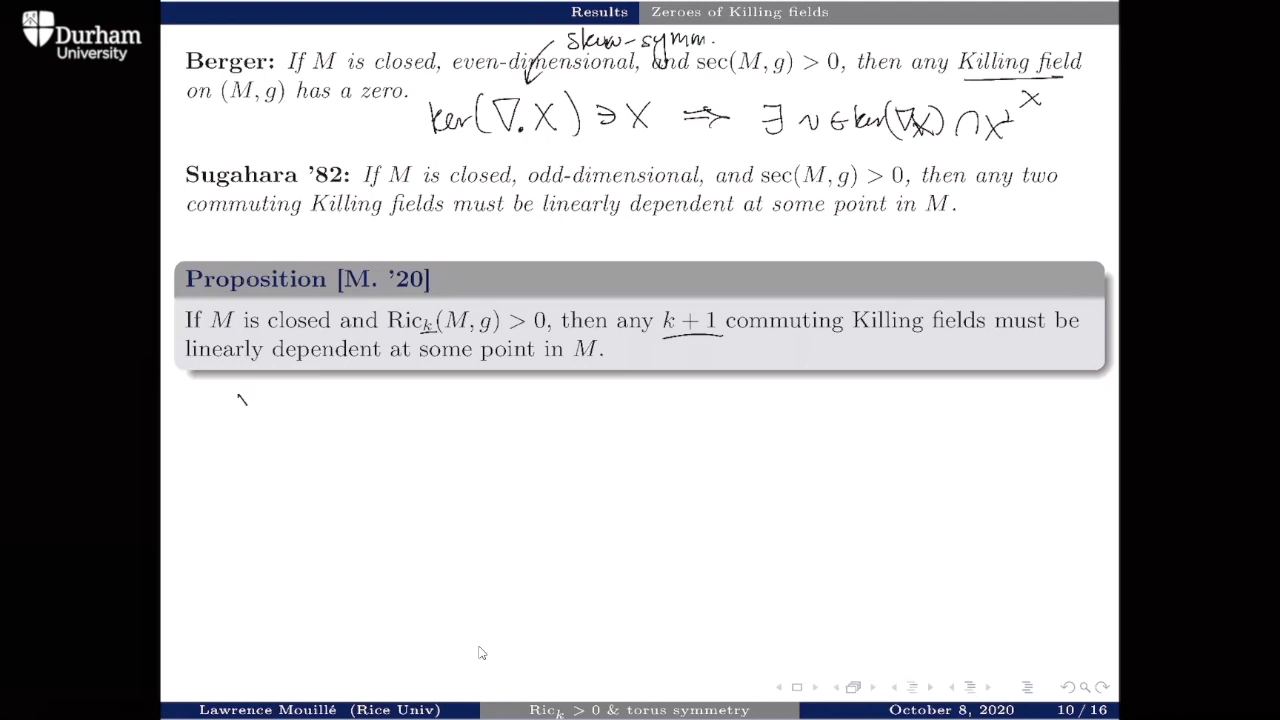 Durham
University
Results Zeroes of Killing fields
skew-symm.
Berger: If M is closed, even-dimensional, and sec(M, g) > 0, then any Killing field
on (M, g) has a zero.
X
ker(∇.X) ∋ X ⇒ ∃ v ∈ ker(∇X) ∩ X⊥
Sugahara '82: If M is closed, odd-dimensional, and sec(M, g) > 0, then any two
commuting Killing fields must be linearly dependent at some point in M.
Proposition [M. '20]
If M is closed and Ricₖ(M, g) > 0, then any k + 1 commuting Killing fields must be
linearly dependent at some point in M.
Lawrence Mouillé (Rice Univ) Ricₖ > 0 & torus symmetry October 8, 2020 10 / 16